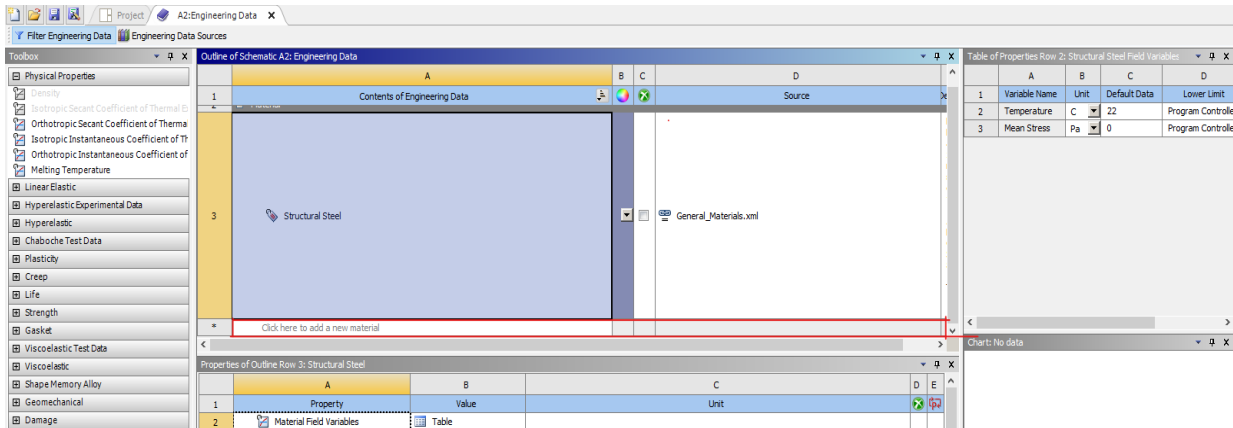 Project A2:Engineering Data X
Filter Engineering Data Engineering Data Sources
Toolbox
Physical Properties
Density
Isotropic Secant Coefficient of Thermal E
Orthotropic Secant Coefficient of Therma
Isotropic Instantaneous Coefficient of Th
Orthotropic Instantaneous Coefficient of
Melting Temperature
Linear Elastic
Hyperelastic Experimental Data
Hyperelastic
Chaboche Test Data
Plasticity
Creep
Life
Strength
Gasket
Viscoelastic Test Data
Viscoelastic
Shape Memory Alloy
Geomechanical
Damage
Outline of Schematic A2: Engineering Data
A B C D
1 Contents of Engineering Data Source
2 Material
3 Structural Steel General_Materials.xml
* Click here to add a new material
Properties of Outline Row 3: Structural Steel
A B C D E
1 Property Value Unit
2 Material Field Variables Table
Table of Properties Row 2: Structural Steel Field Variables
A B C D
1 Variable Name Unit Default Data Lower Limit
2 Temperature C 22 Program Controlle
3 Mean Stress Pa 0 Program Controlle
Chart: No data